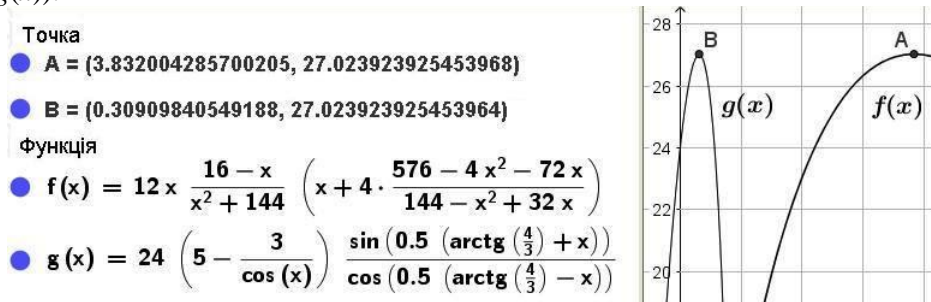 Точка
A = (3.832004285700205, 27.023923925453968)
B = (0.30909840549188, 27.023923925453964)
Функція
f(x) = 12 x (16 − x)/(x² + 144) (x + 4 · (576 − 4 x² − 72 x)/(144 − x² + 32 x))
g(x) = 24 (5 − 3/cos (x)) sin (0.5 (arctg (4/3) + x))/cos (0.5 (arctg (4/3) − x))
28
B
A
26
g(x)
f(x)
24
22
20